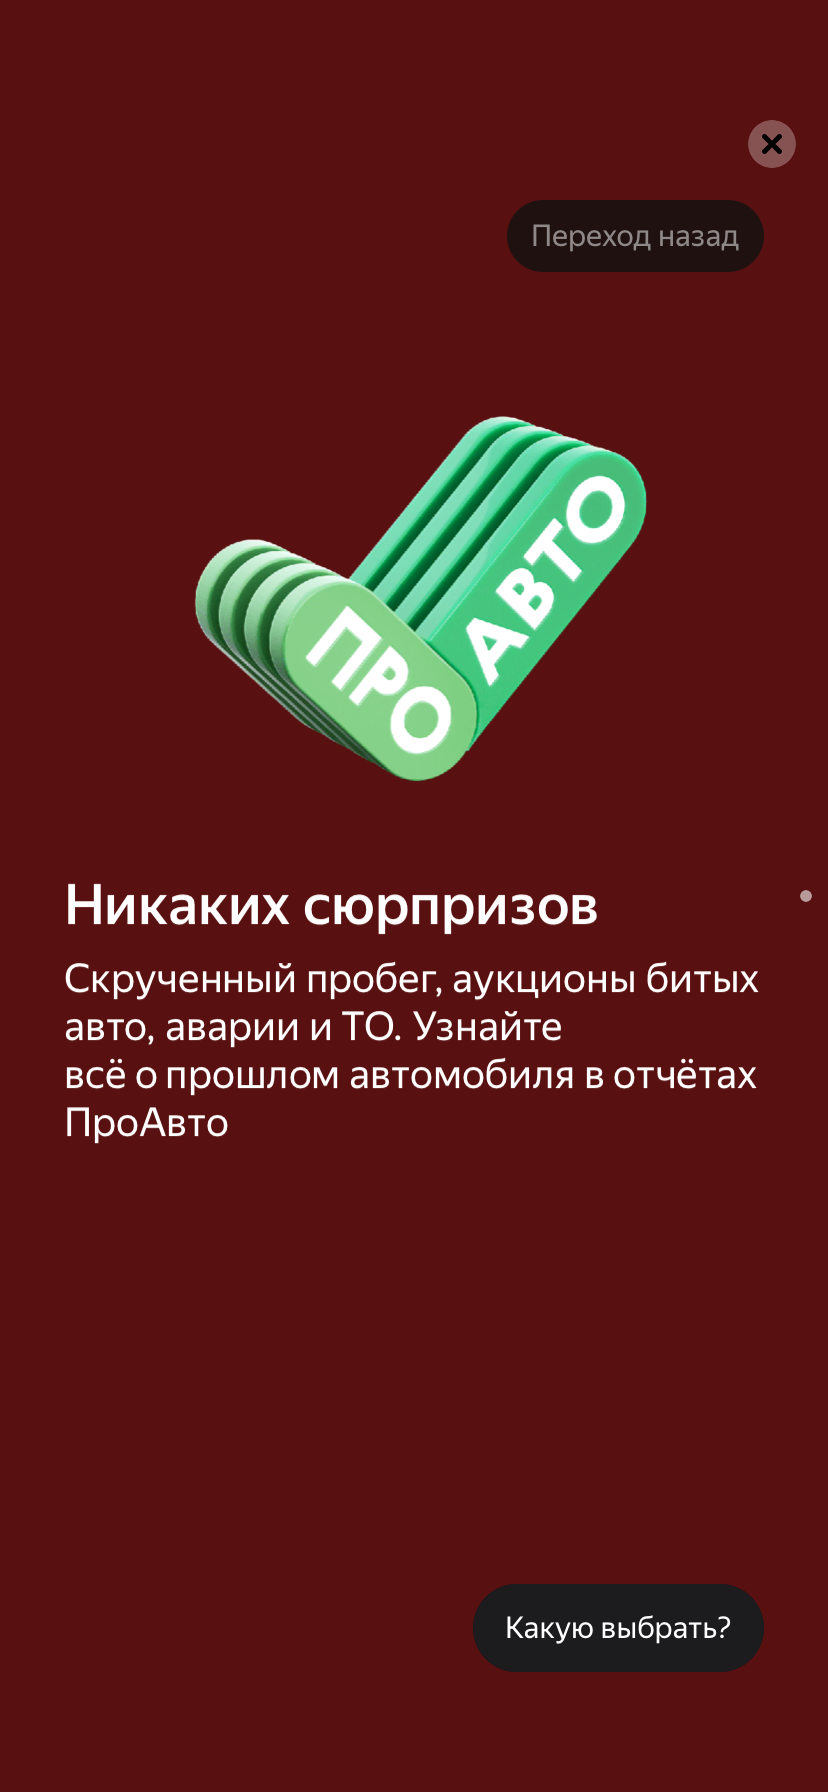 Переход назад
ПРО
АВТО
Никаких сюрпризов
Скрученный пробег, аукционы битых
авто, аварии и ТО. Узнайте
всё о прошлом автомобиля в отчётах
ПроАвто
Какую выбрать?